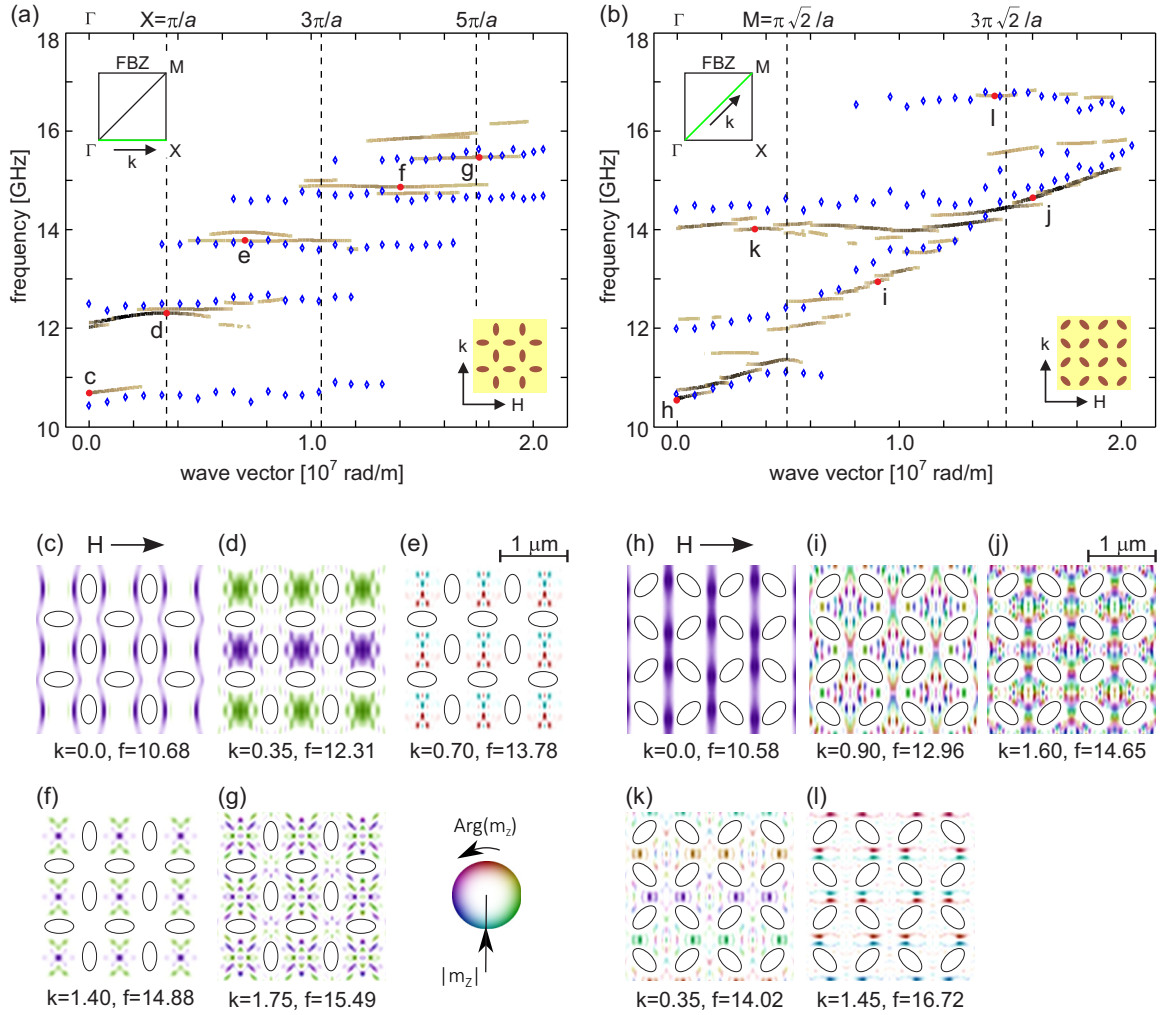 (a)
Γ X=π/a 3π/a 5π/a
18
16
14
12
10
frequency [GHz]
FBZ M
Γ k X
c
d
e
f
g
k
H
0.0 1.0 2.0
wave vector [10⁷ rad/m]
(b)
Γ M=π√2/a 3π√2/a
18
16
14
12
10
frequency [GHz]
FBZ M
k
Γ X
l
j
k
i
h
k
H
0.0 1.0 2.0
wave vector [10⁷ rad/m]
(c) H (d) (e) 1 μm
k=0.0, f=10.68 k=0.35, f=12.31 k=0.70, f=13.78
(f) (g)
Arg(m_z)
|m_z|
k=1.40, f=14.88 k=1.75, f=15.49
(h) H (i) (j) 1 μm
k=0.0, f=10.58 k=0.90, f=12.96 k=1.60, f=14.65
(k) (l)
k=0.35, f=14.02 k=1.45, f=16.72